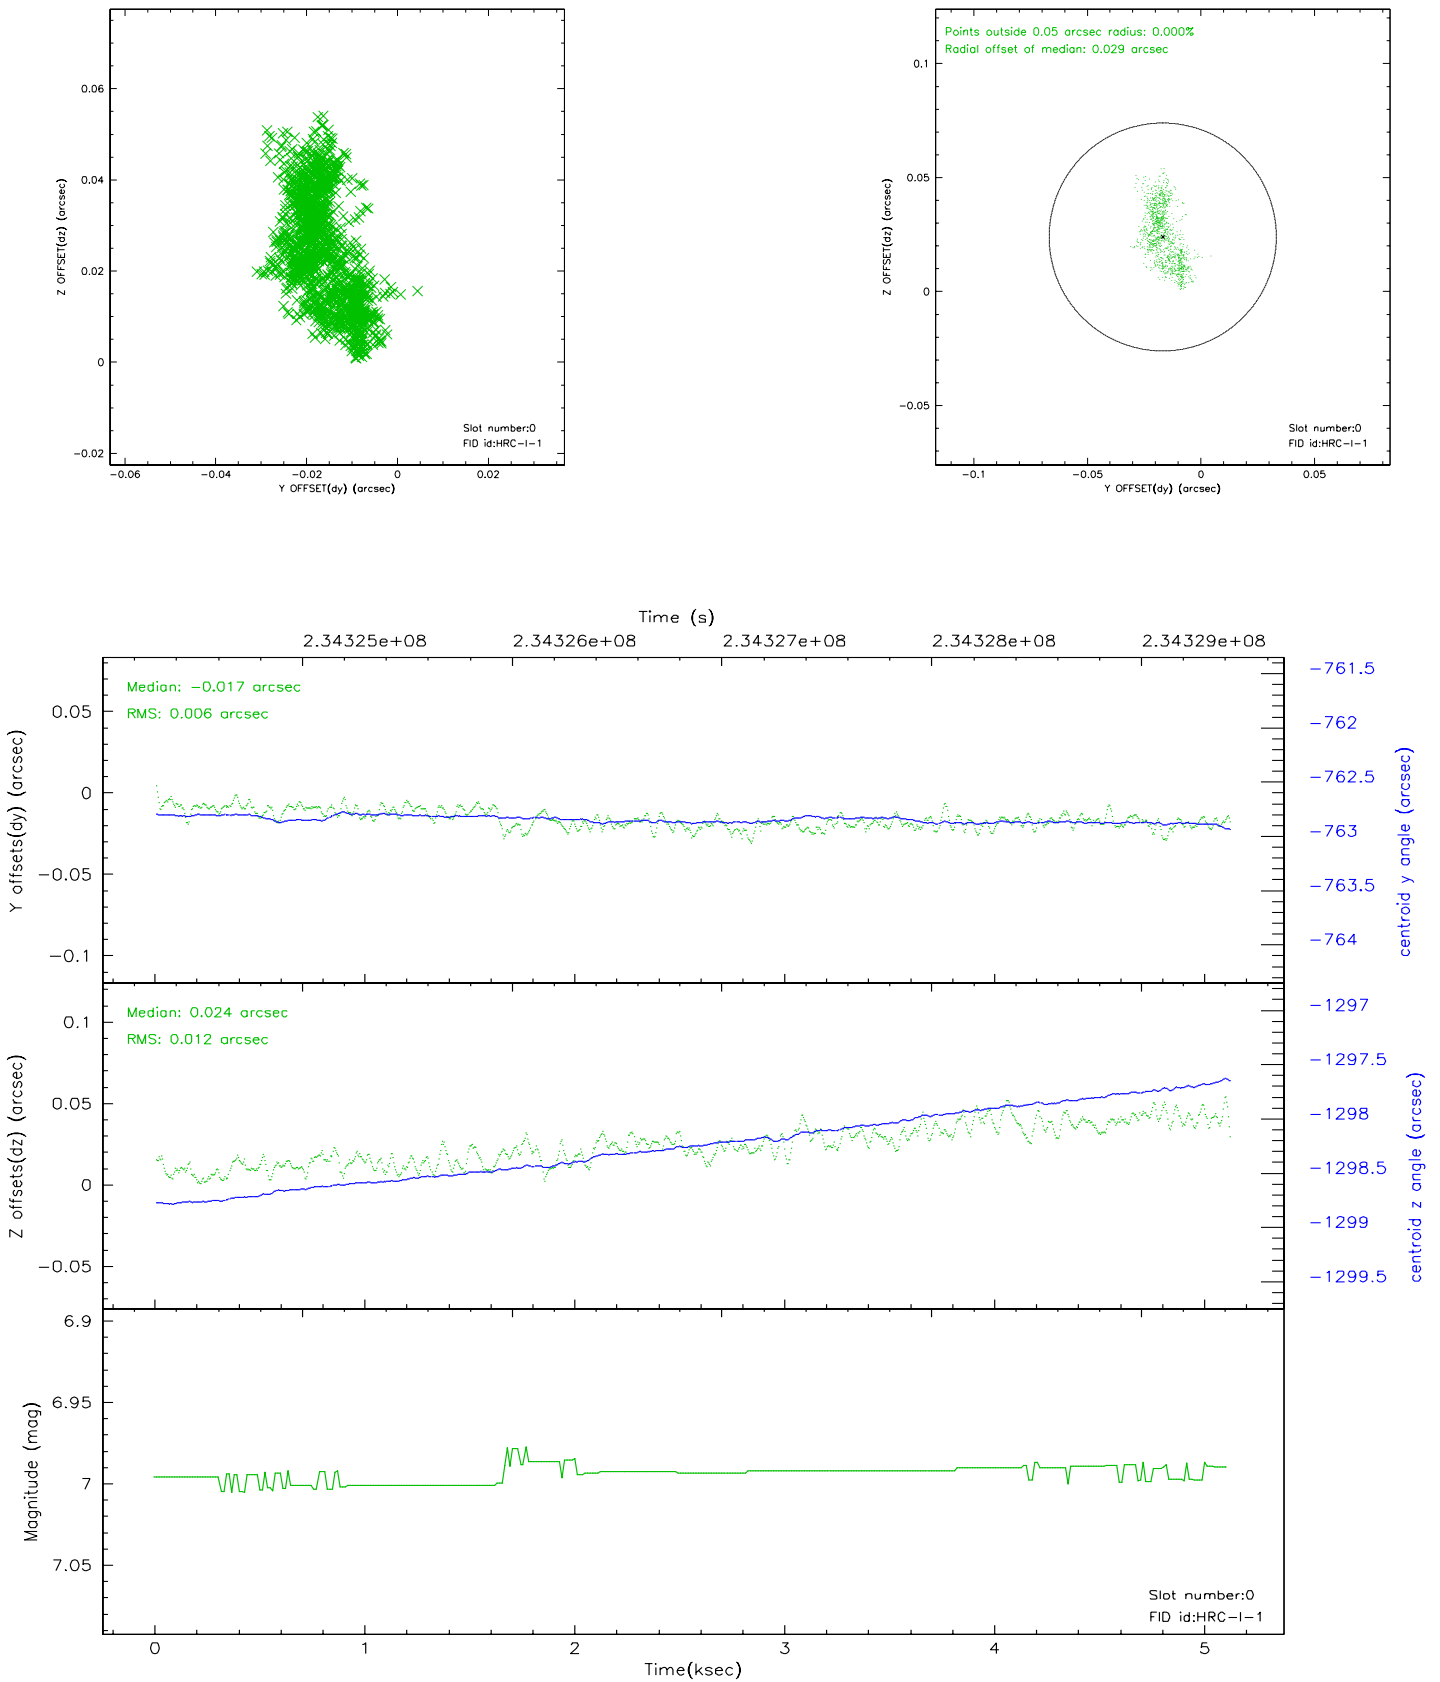 0.06
0.04
0.02
0
-0.02
-0.06
-0.04
-0.02
0
0.02
Z OFFSET(dz) (arcsec)
Y OFFSET(dy) (arcsec)
Slot number:0
FID id:HRC-I-1
Points outside 0.05 arcsec radius: 0.000%
Radial offset of median: 0.029 arcsec
0.1
0.05
0
-0.05
-0.1
-0.05
0
0.05
Z OFFSET(dz) (arcsec)
Y OFFSET(dy) (arcsec)
Slot number:0
FID id:HRC-I-1
Time (s)
2.34325e+08
2.34326e+08
2.34327e+08
2.34328e+08
2.34329e+08
Median: -0.017 arcsec
RMS: 0.006 arcsec
0.05
0
-0.05
-0.1
Y offsets(dy) (arcsec)
-761.5
-762
-762.5
-763
-763.5
-764
centroid y angle (arcsec)
Median: 0.024 arcsec
RMS: 0.012 arcsec
0.1
0.05
0
-0.05
Z offsets(dz) (arcsec)
-1297
-1297.5
-1298
-1298.5
-1299
-1299.5
centroid z angle (arcsec)
6.9
6.95
7
7.05
Magnitude (mag)
Slot number:0
FID id:HRC-I-1
0
1
2
3
4
5
Time(ksec)